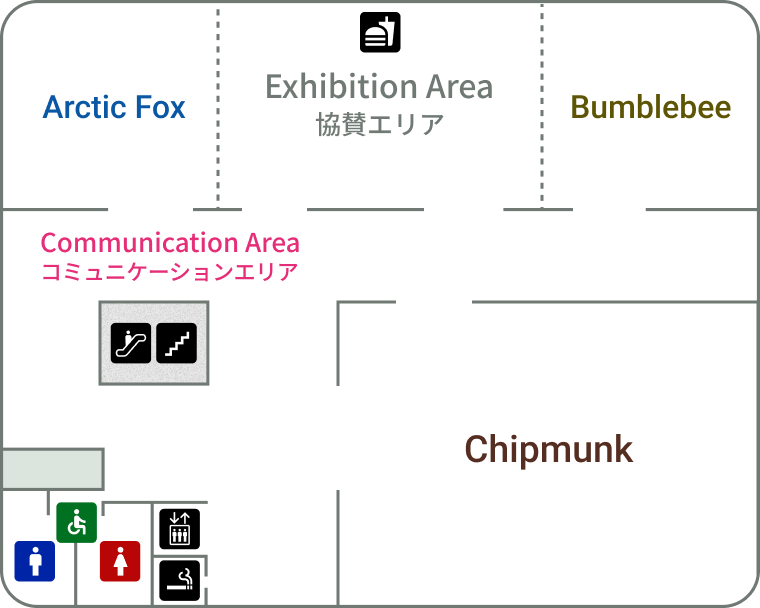 Arctic Fox
Exhibition Area
協賛エリア
Bumblebee
Communication Area
コミュニケーションエリア
Chipmunk